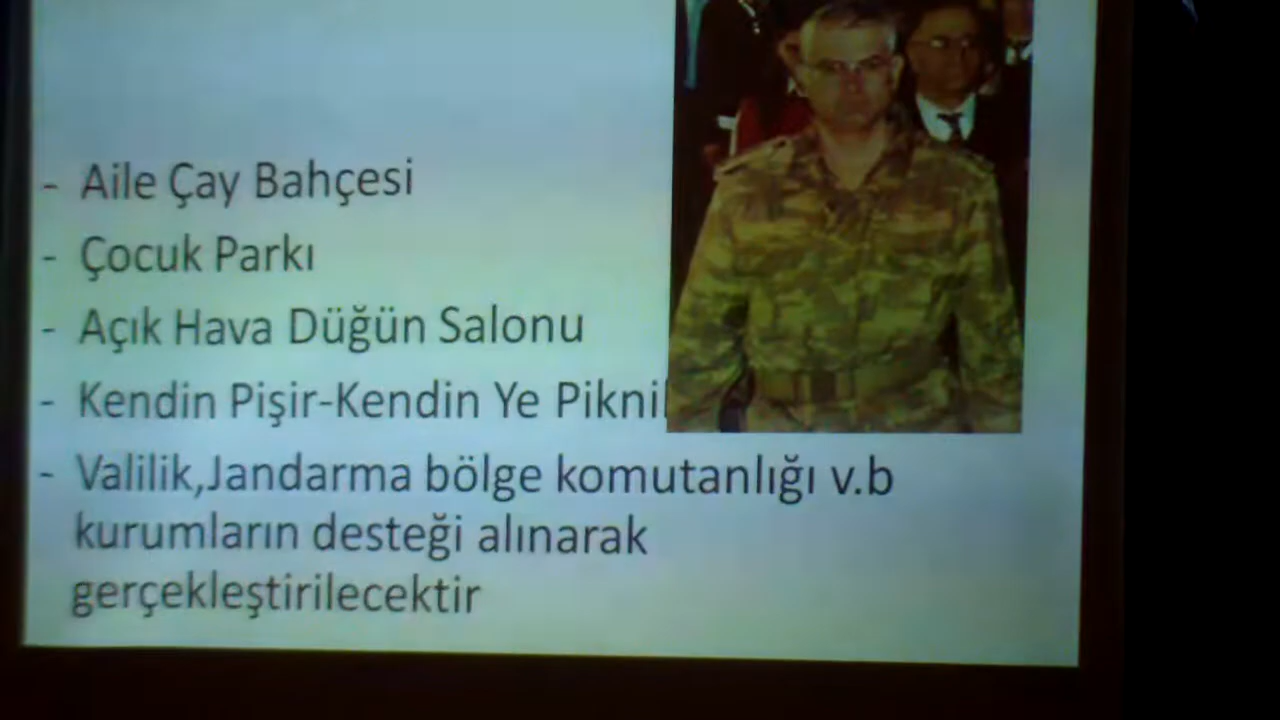 - Aile Çay Bahçesi
- Çocuk Parkı
- Açık Hava Düğün Salonu
- Kendin Pişir-Kendin Ye
- Valilik,Jandarma bölge komutanlığı v.b
kurumların desteği alınarak
gerçekleştirilecektir